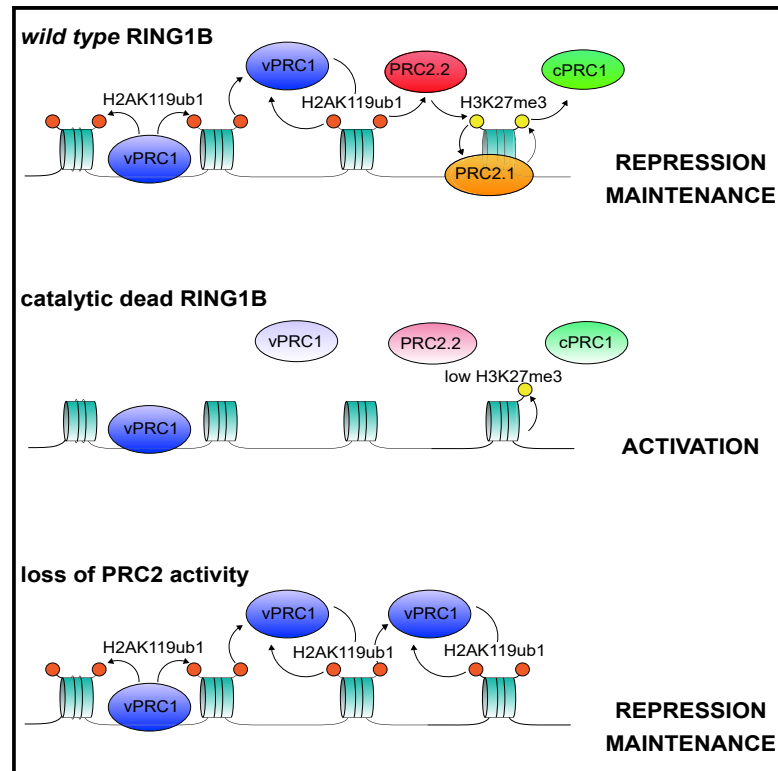 wild type RING1B
vPRC1
PRC2.2
cPRC1
H2AK119ub1
H2AK119ub1
H3K27me3
vPRC1
PRC2.1
REPRESSION
MAINTENANCE
catalytic dead RING1B
vPRC1
PRC2.2
cPRC1
low H3K27me3
vPRC1
ACTIVATION
loss of PRC2 activity
vPRC1
vPRC1
H2AK119ub1
H2AK119ub1
H2AK119ub1
vPRC1
REPRESSION
MAINTENANCE